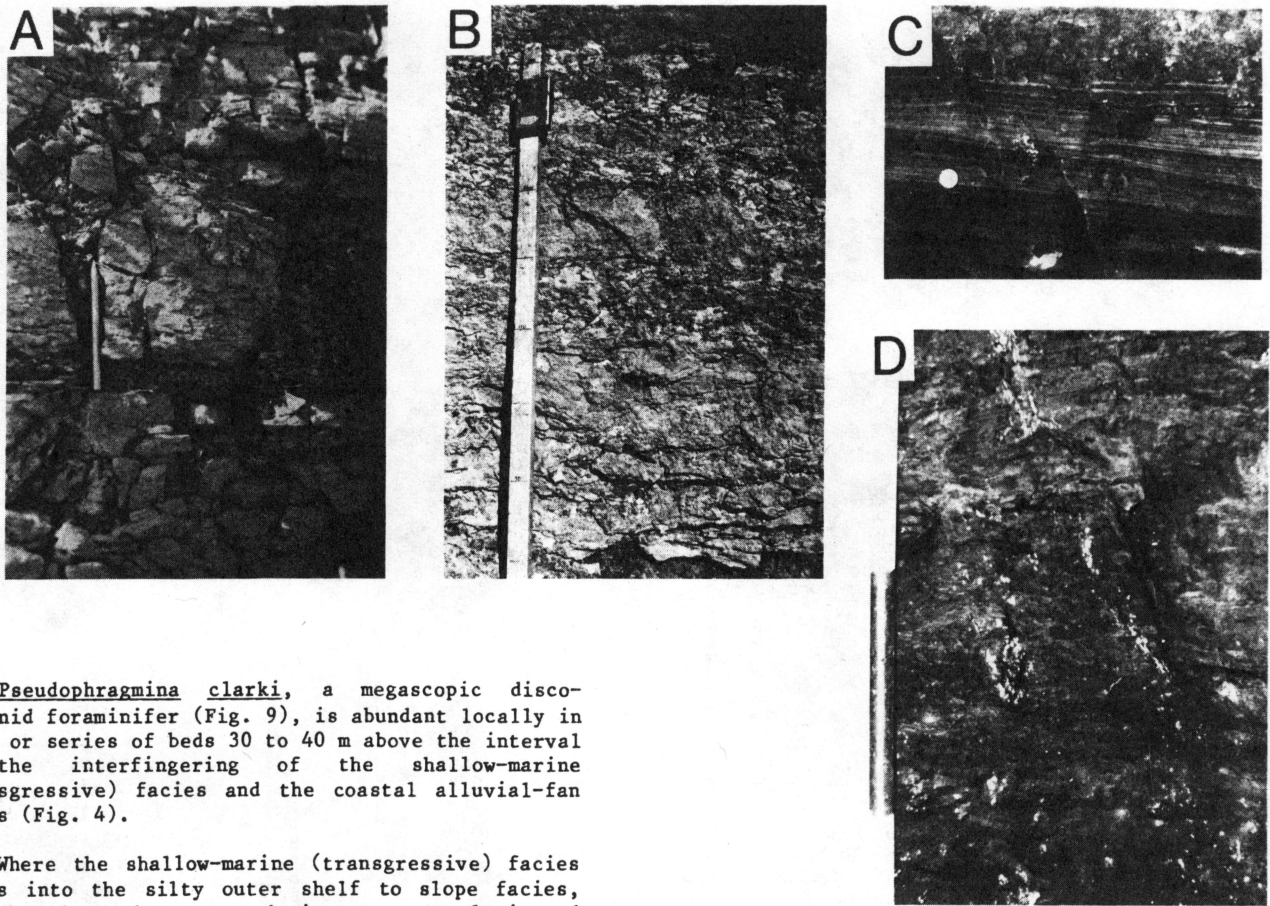 A
B
C
D
Pseudophragmina clarki, a megascopic disco-
nid foraminifer (Fig. 9), is abundant locally in
or series of beds 30 to 40 m above the interval
the interfingering of the shallow-marine
sgressive) facies and the coastal alluvial-fan
s (Fig. 4).
Where the shallow-marine (transgressive) facies
s into the silty outer shelf to slope facies,